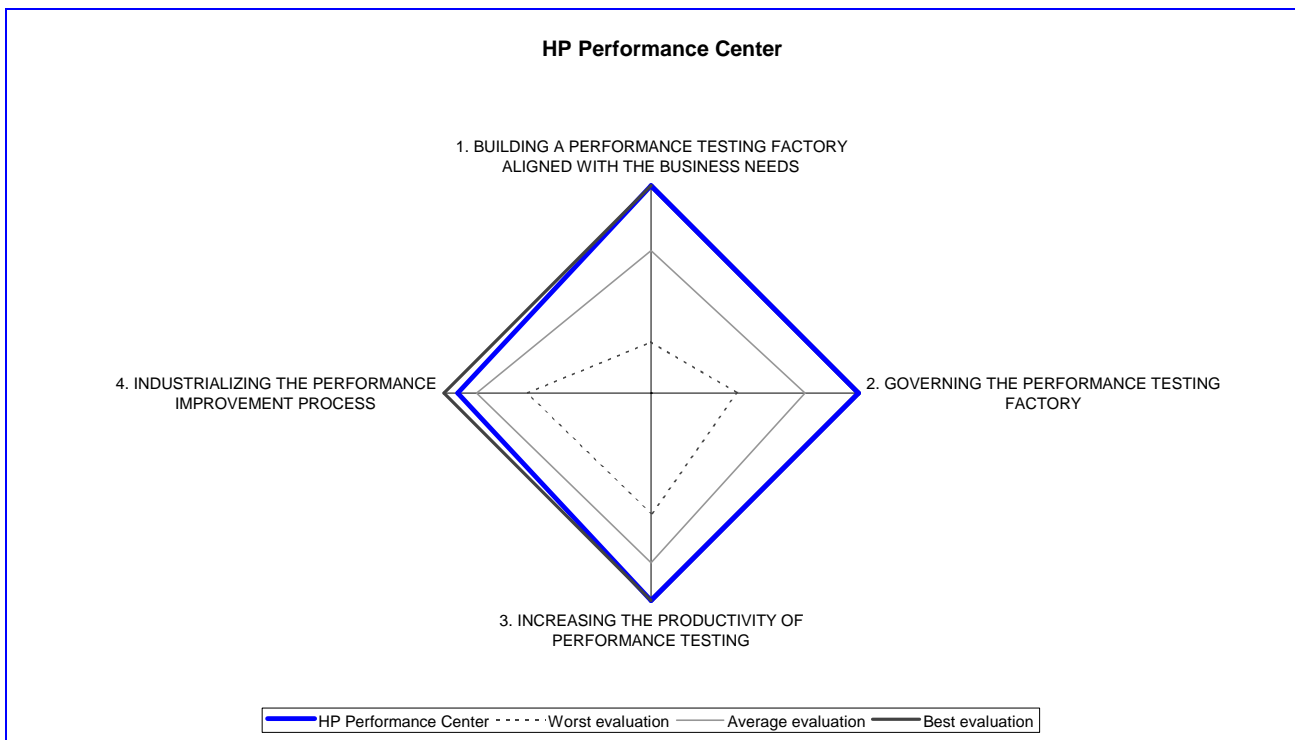 HP Performance Center
1. BUILDING A PERFORMANCE TESTING FACTORY
ALIGNED WITH THE BUSINESS NEEDS
4. INDUSTRIALIZING THE PERFORMANCE
IMPROVEMENT PROCESS
2. GOVERNING THE PERFORMANCE TESTING
FACTORY
3. INCREASING THE PRODUCTIVITY OF
PERFORMANCE TESTING
HP Performance Center Worst evaluation Average evaluation Best evaluation